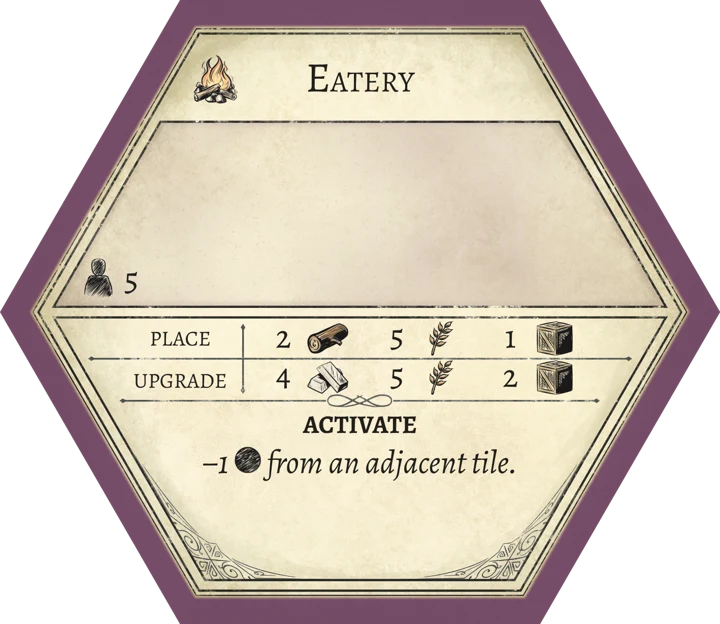 Eatery
5
PLACE 2 5 1
UPGRADE 4 5 2
ACTIVATE
–1 from an adjacent tile.